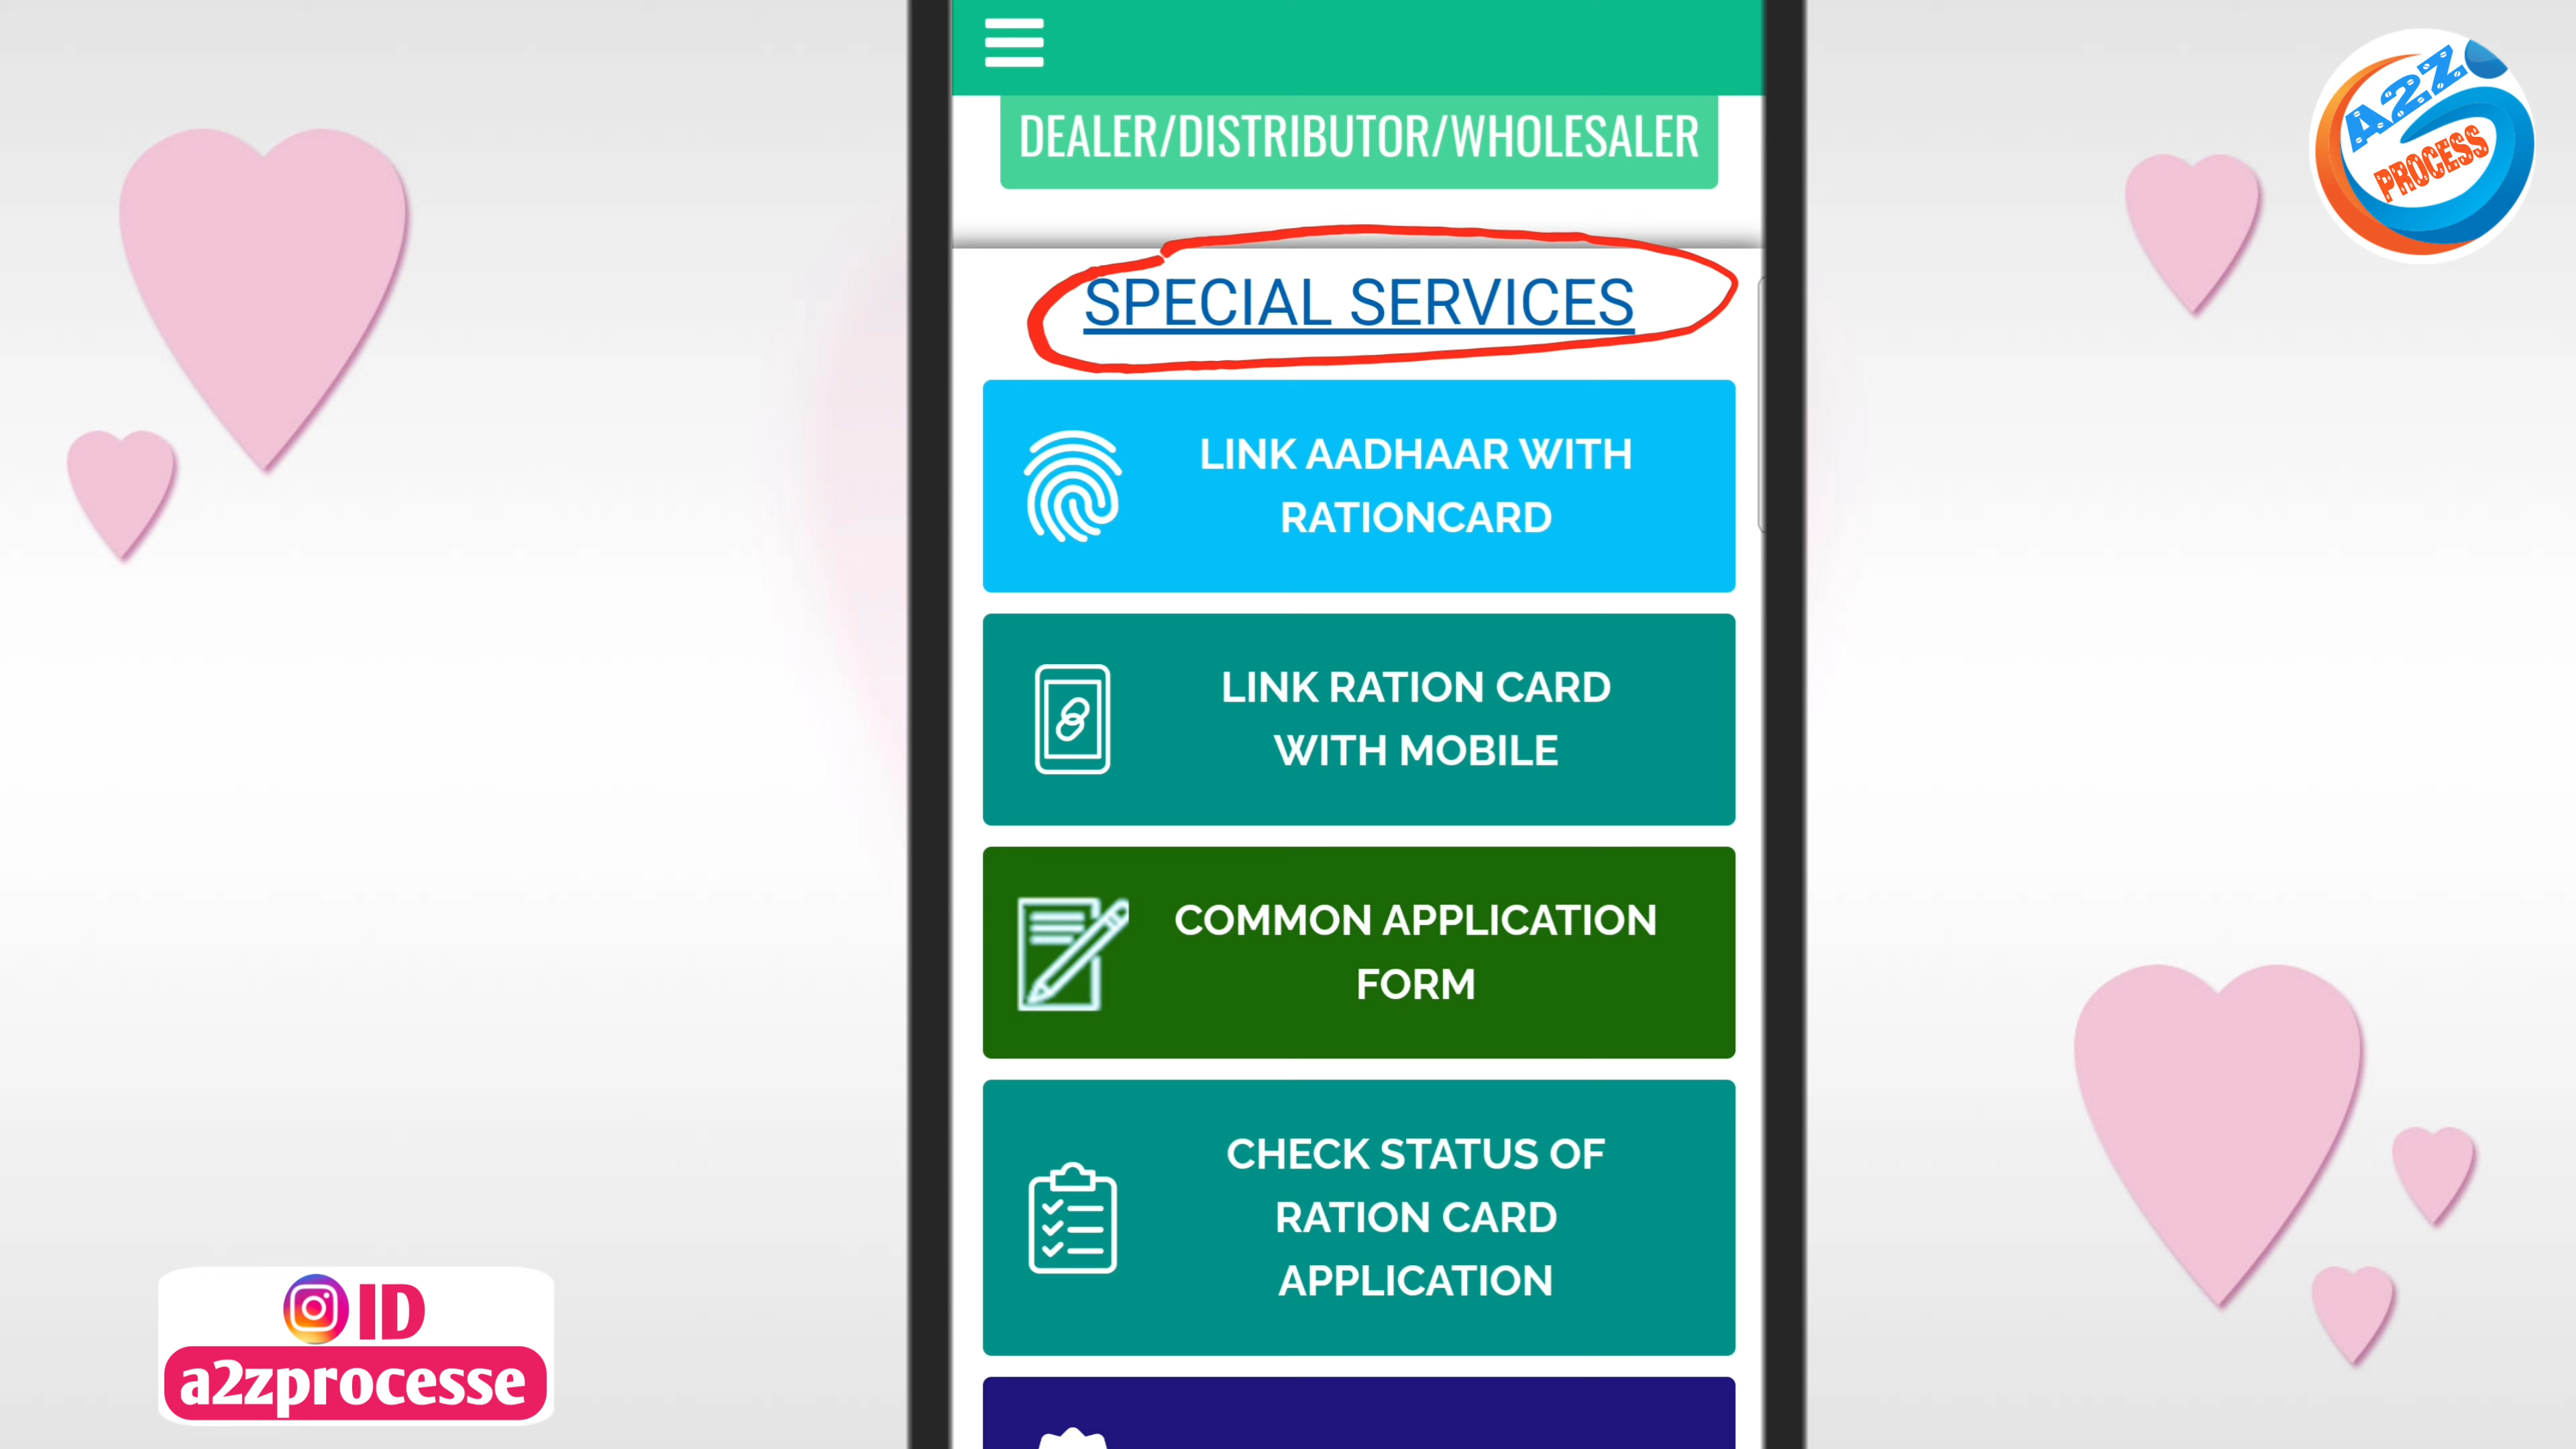 DEALER/DISTRIBUTOR/WHOLESALER
A2Z
PROCESS
SPECIAL SERVICES
LINK AADHAAR WITH
RATIONCARD
LINK RATION CARD
WITH MOBILE
COMMON APPLICATION
FORM
CHECK STATUS OF
RATION CARD
APPLICATION
ID
a2zprocesse